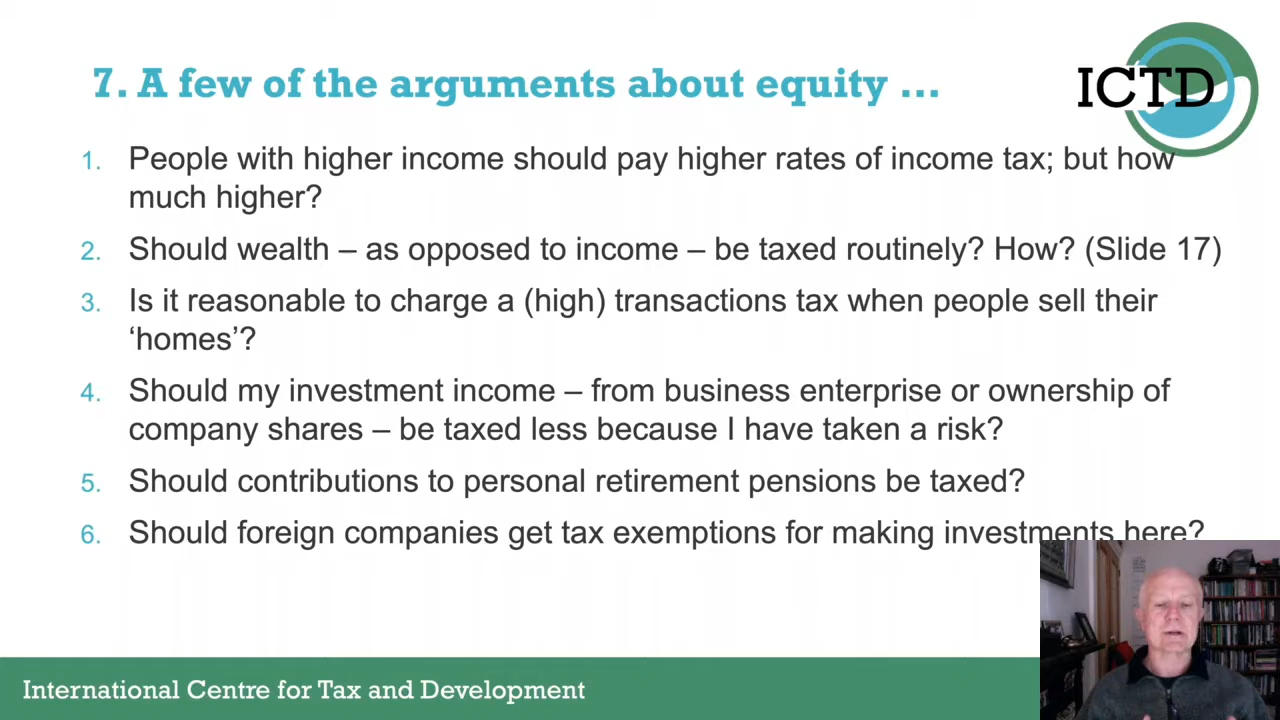 7. A few of the arguments about equity ...
ICTD
1. People with higher income should pay higher rates of income tax; but how
much higher?
2. Should wealth – as opposed to income – be taxed routinely? How? (Slide 17)
3. Is it reasonable to charge a (high) transactions tax when people sell their
‘homes’?
4. Should my investment income – from business enterprise or ownership of
company shares – be taxed less because I have taken a risk?
5. Should contributions to personal retirement pensions be taxed?
6. Should foreign companies get tax exemptions for making investments here?
International Centre for Tax and Development